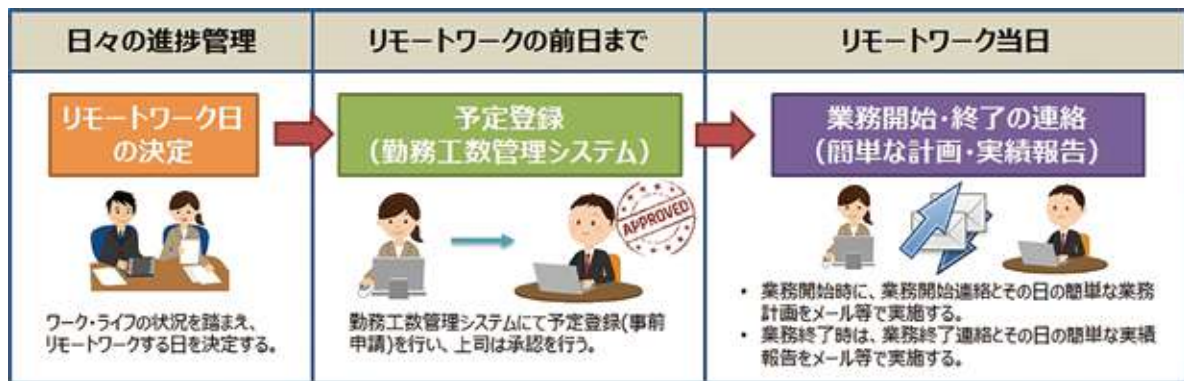 日々の進捗管理
リモートワークの前日まで
リモートワーク当日
リモートワーク日
の決定
予定登録
（勤務工数管理システム）
業務開始・終了の連絡
（簡単な計画・実績報告）
APPROVED
ワーク・ライフの状況を踏まえ、
リモートワークする日を決定する。
勤務工数管理システムにて予定登録(事前
申請)を行い、上司は承認を行う。
• 業務開始時に、業務開始連絡とその日の簡単な業務
計画をメール等で実施する。
• 業務終了時は、業務終了連絡とその日の簡単な実績
報告をメール等で実施する。